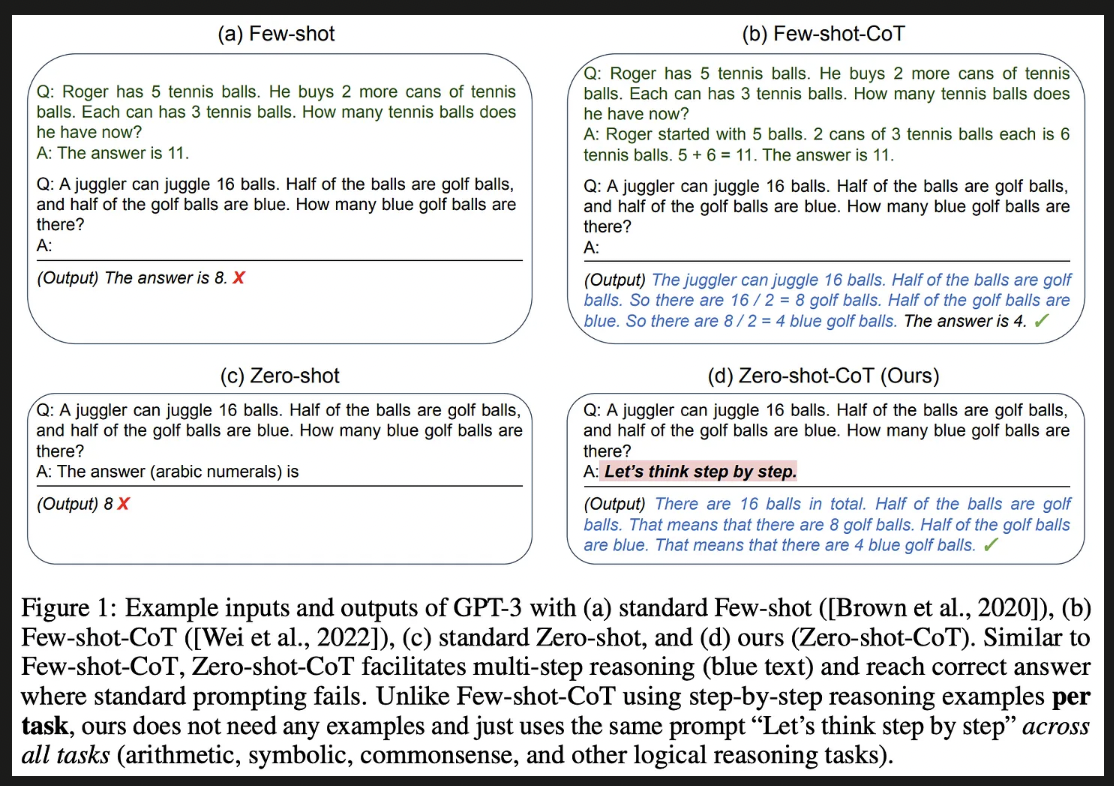 (a) Few-shot
Q: Roger has 5 tennis balls. He buys 2 more cans of tennis
balls. Each can has 3 tennis balls. How many tennis balls does
he have now?
A: The answer is 11.
Q: A juggler can juggle 16 balls. Half of the balls are golf balls,
and half of the golf balls are blue. How many blue golf balls are
there?
A:
(Output) The answer is 8. ✗
(b) Few-shot-CoT
Q: Roger has 5 tennis balls. He buys 2 more cans of tennis
balls. Each can has 3 tennis balls. How many tennis balls does
he have now?
A: Roger started with 5 balls. 2 cans of 3 tennis balls each is 6
tennis balls. 5 + 6 = 11. The answer is 11.
Q: A juggler can juggle 16 balls. Half of the balls are golf balls,
and half of the golf balls are blue. How many blue golf balls are
there?
A:
(Output) The juggler can juggle 16 balls. Half of the balls are golf
balls. So there are 16 / 2 = 8 golf balls. Half of the golf balls are
blue. So there are 8 / 2 = 4 blue golf balls. The answer is 4. ✓
(c) Zero-shot
Q: A juggler can juggle 16 balls. Half of the balls are golf balls,
and half of the golf balls are blue. How many blue golf balls are
there?
A: The answer (arabic numerals) is
(Output) 8 ✗
(d) Zero-shot-CoT (Ours)
Q: A juggler can juggle 16 balls. Half of the balls are golf balls,
and half of the golf balls are blue. How many blue golf balls are
there?
A: Let's think step by step.
(Output) There are 16 balls in total. Half of the balls are golf
balls. That means that there are 8 golf balls. Half of the golf balls
are blue. That means that there are 4 blue golf balls. ✓
Figure 1: Example inputs and outputs of GPT-3 with (a) standard Few-shot ([Brown et al., 2020]), (b)
Few-shot-CoT ([Wei et al., 2022]), (c) standard Zero-shot, and (d) ours (Zero-shot-CoT). Similar to
Few-shot-CoT, Zero-shot-CoT facilitates multi-step reasoning (blue text) and reach correct answer
where standard prompting fails. Unlike Few-shot-CoT using step-by-step reasoning examples per
task, ours does not need any examples and just uses the same prompt “Let's think step by step” across
all tasks (arithmetic, symbolic, commonsense, and other logical reasoning tasks).